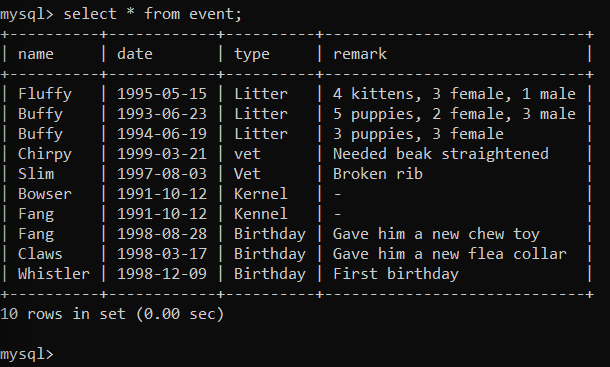 mysql> select * from event;
+----------+------------+----------+-----------------------------+
| name     | date       | type     | remark                      |
+----------+------------+----------+-----------------------------+
| Fluffy   | 1995-05-15 | Litter   | 4 kittens, 3 female, 1 male |
| Buffy    | 1993-06-23 | Litter   | 5 puppies, 2 female, 3 male |
| Buffy    | 1994-06-19 | Litter   | 3 puppies, 3 female         |
| Chirpy   | 1999-03-21 | vet      | Needed beak straightened    |
| Slim     | 1997-08-03 | Vet      | Broken rib                  |
| Bowser   | 1991-10-12 | Kernel   | -                           |
| Fang     | 1991-10-12 | Kennel   | -                           |
| Fang     | 1998-08-28 | Birthday | Gave him a new chew toy     |
| Claws    | 1998-03-17 | Birthday | Gave him a new flea collar  |
| Whistler | 1998-12-09 | Birthday | First birthday              |
+----------+------------+----------+-----------------------------+
10 rows in set (0.00 sec)
mysql>